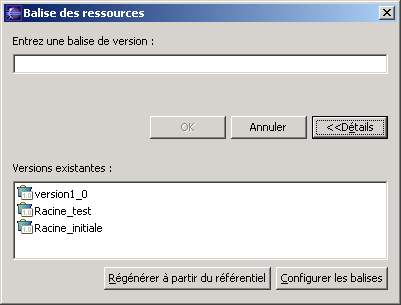 Balise des ressources
Entrez une balise de version :
OK
Annuler
<<Détails
Versions existantes :
version1_0
Racine_test
Racine_initiale
Régénérer à partir du référentiel
Configurer les balises